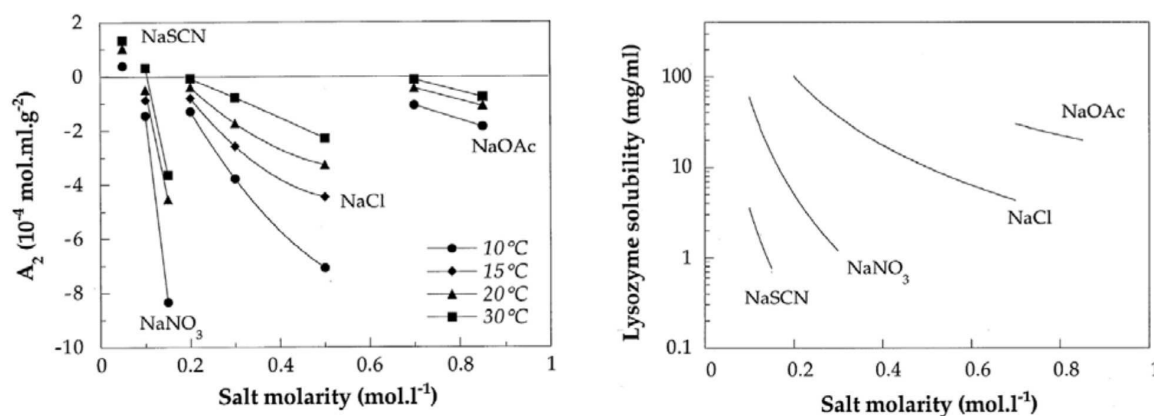 2
0
-2
-4
-6
-8
-10
A₂ (10⁻⁴ mol.ml.g⁻²)
NaSCN
NaOAc
NaCl
NaNO₃
10°C
15°C
20°C
30°C
0 0.2 0.4 0.6 0.8 1
Salt molarity (mol.l⁻¹)
100
10
1
0.1
Lysozyme solubility (mg/ml)
NaOAc
NaCl
NaNO₃
NaSCN
0 0.2 0.4 0.6 0.8 1
Salt molarity (mol.l⁻¹)